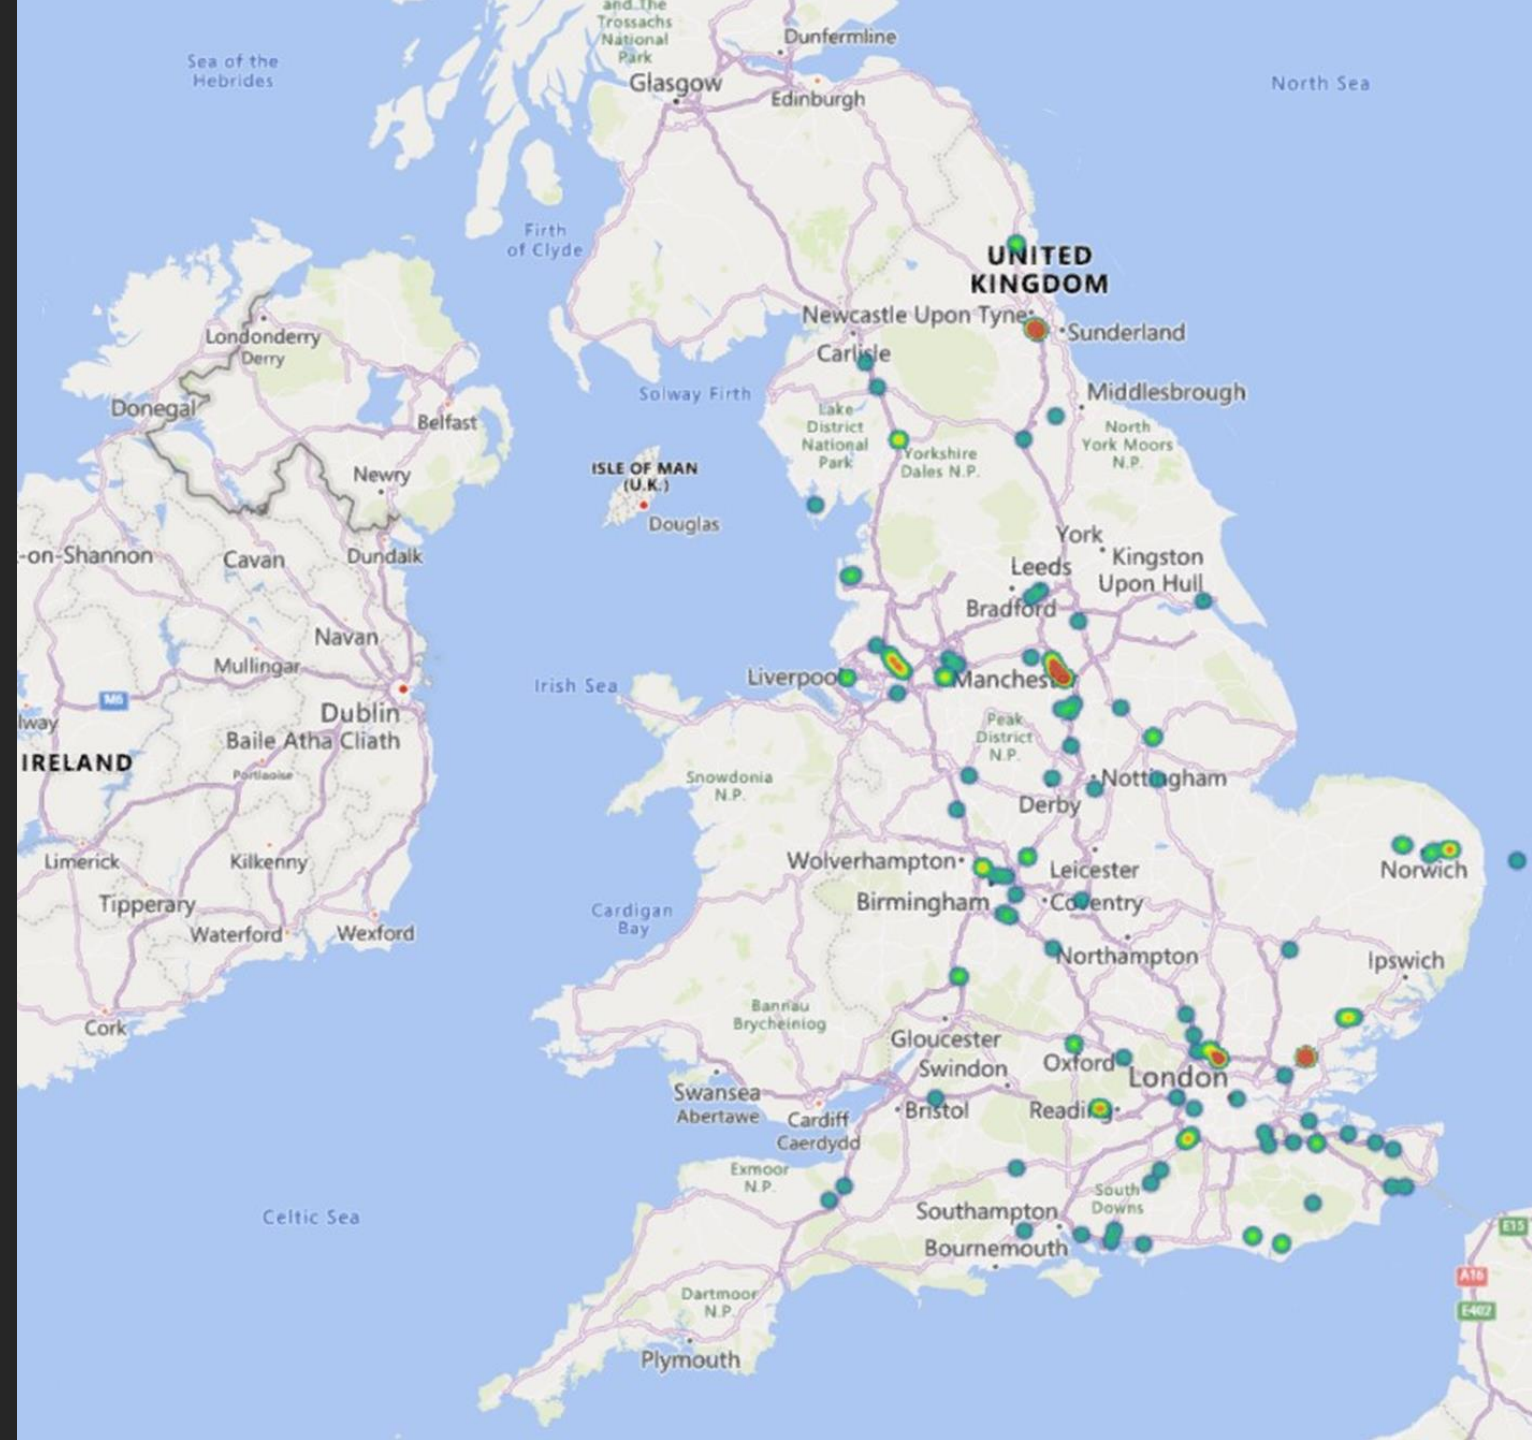 and The
Trossachs
National
Park
Dunfermline
Sea of the
Hebrides
Glasgow
Edinburgh
North Sea
Firth
of Clyde
UNITED
KINGDOM
Newcastle Upon Tyne
Sunderland
Londonderry
Derry
Carlisle
Solway Firth
Middlesbrough
Donegal
Belfast
Lake
District
National
Park
North
York Moors
N.P.
Yorkshire
Dales N.P.
Newry
ISLE OF MAN
(U.K.)
Douglas
-on-Shannon
Cavan
Dundalk
York
Kingston
Upon Hull
Leeds
Bradford
Navan
Mullingar
Irish Sea
Liverpool
Manchester
M6
lway
Dublin
Baile Atha Cliath
IRELAND
Portlaoise
Peak
District
N.P.
Snowdonia
N.P.
Nottingham
Derby
Limerick
Kilkenny
Wolverhampton
Leicester
Norwich
Tipperary
Birmingham
Coventry
Waterford
Wexford
Cardigan
Bay
Northampton
Ipswich
Bannau
Brycheiniog
Cork
Gloucester
Oxford
Swindon
London
Swansea
Abertawe
Cardiff
Caerdydd
Bristol
Reading
Exmoor
N.P.
South
Downs
Celtic Sea
Southampton
Bournemouth
E15
A16
E402
Dartmoor
N.P.
Plymouth